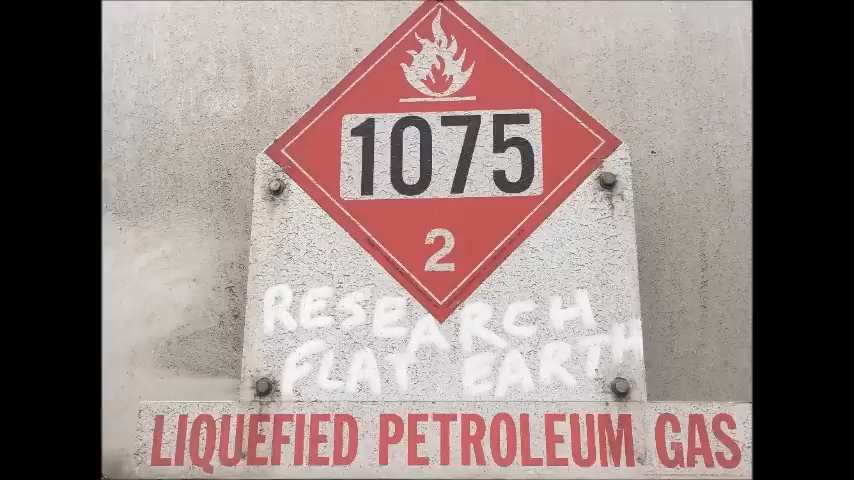 1075
2
RESEARCH
FLAT EARTH
LIQUEFIED PETROLEUM GAS